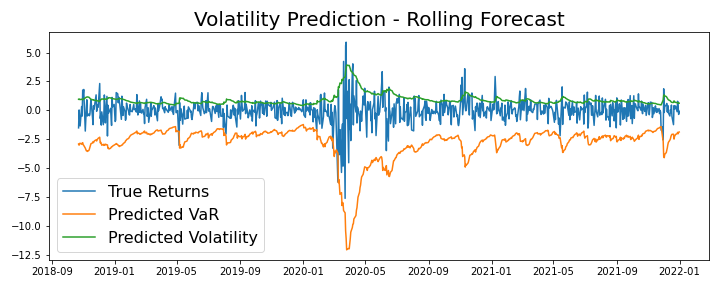 Volatility Prediction - Rolling Forecast
5.0
2.5
0.0
−2.5
−5.0
−7.5
−10.0
−12.5
True Returns
Predicted VaR
Predicted Volatility
2018-09 2019-01 2019-05 2019-09 2020-01 2020-05 2020-09 2021-01 2021-05 2021-09 2022-01